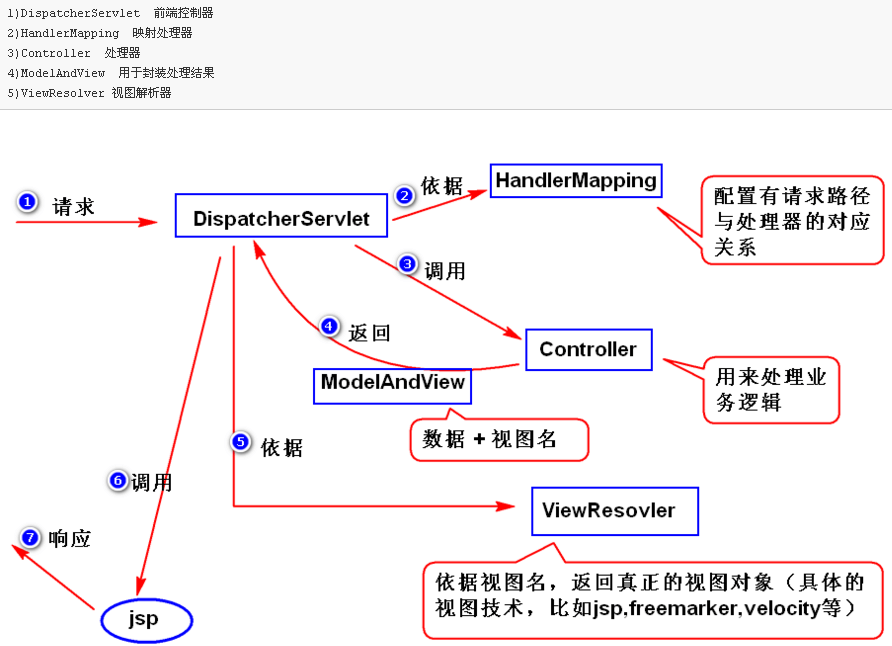 1)DispatcherServlet 前端控制器
2)HandlerMapping 映射处理器
3)Controller 处理器
4)ModelAndView 用于封装处理结果
5)ViewResolver 视图解析器
1 请求
DispatcherServlet
2 依据
HandlerMapping
配置有请求路径
与处理器的对应
关系
3 调用
4 返回
Controller
用来处理业
务逻辑
ModelAndView
数据+视图名
5 依据
6 调用
ViewResovler
7 响应
依据视图名，返回真正的视图对象（具体的
视图技术，比如jsp,freemarker,velocity等）
jsp